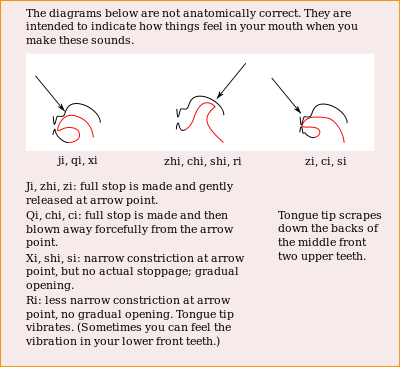 The diagrams below are not anatomically correct. They are
intended to indicate how things feel in your mouth when you
make these sounds.
ji, qi, xi
zhi, chi, shi, ri
zi, ci, si
Ji, zhi, zi: full stop is made and gently
released at arrow point.
Qi, chi, ci: full stop is made and then
blown away forcefully from the arrow
point.
Xi, shi, si: narrow constriction at arrow
point, but no actual stoppage; gradual
opening.
Ri: less narrow constriction at arrow
point, no gradual opening. Tongue tip
vibrates. (Sometimes you can feel the
vibration in your lower front teeth.)
Tongue tip scrapes
down the backs of
the middle front
two upper teeth.